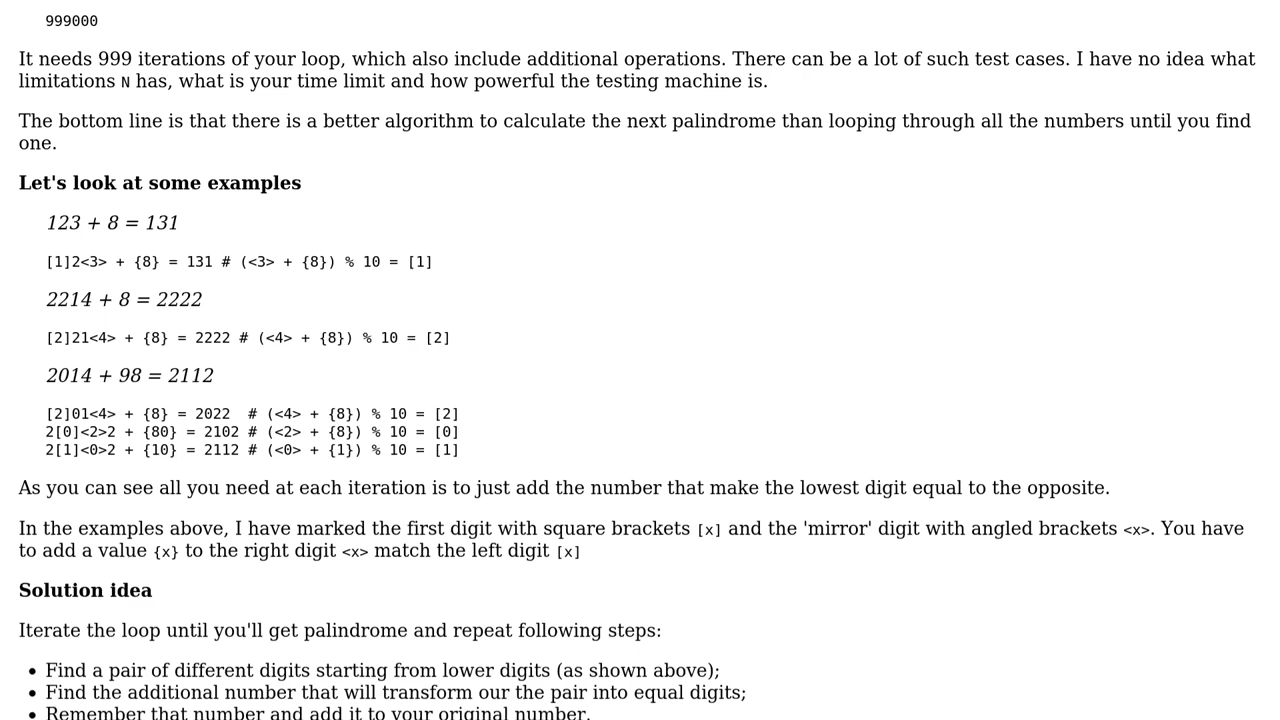 999000
It needs 999 iterations of your loop, which also include additional operations. There can be a lot of such test cases. I have no idea what
limitations N has, what is your time limit and how powerful the testing machine is.
The bottom line is that there is a better algorithm to calculate the next palindrome than looping through all the numbers until you find
one.
Let's look at some examples
123 + 8 = 131
[1]2<3> + {8} = 131 # (<3> + {8}) % 10 = [1]
2214 + 8 = 2222
[2]21<4> + {8} = 2222 # (<4> + {8}) % 10 = [2]
2014 + 98 = 2112
[2]01<4> + {8} = 2022  # (<4> + {8}) % 10 = [2]
2[0]<2>2 + {80} = 2102 # (<2> + {8}) % 10 = [0]
2[1]<0>2 + {10} = 2112 # (<0> + {1}) % 10 = [1]
As you can see all you need at each iteration is to just add the number that make the lowest digit equal to the opposite.
In the examples above, I have marked the first digit with square brackets [x] and the 'mirror' digit with angled brackets <x>. You have
to add a value {x} to the right digit <x> match the left digit [x]
Solution idea
Iterate the loop until you'll get palindrome and repeat following steps:
• Find a pair of different digits starting from lower digits (as shown above);
• Find the additional number that will transform our the pair into equal digits;
• Remember that number and add it to your original number.